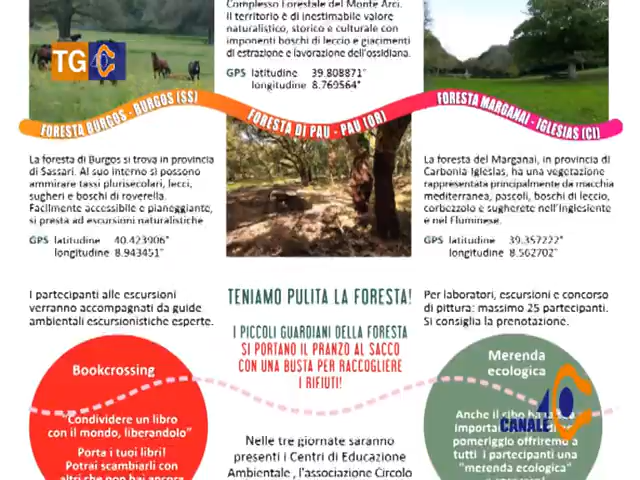 Complesso Forestale del Monte Arci.
Il territorio è di inestimabile valore
naturalistico, storico e culturale con
imponenti boschi di leccio e giacimenti
di estrazione e lavorazione dell'ossidiana.
GPS latitudine 39.808871°
longitudine 8.769564°
TG
FORESTA BURGOS - BURGOS (SS)
FORESTA DI PAU - PAU (OR)
FORESTA MARGANAI - IGLESIAS (CI)
La foresta di Burgos si trova in provincia
di Sassari. Al suo interno si possono
ammirare tassi plurisecolari, lecci,
sugheri e boschi di roverella.
Facilmente accessibile e pianeggiante,
si presta ad escursioni naturalistiche
GPS latitudine 40.423906°
longitudine 8.943451°
La foresta del Marganai, in provincia di
Carbonia Iglesias, ha una vegetazione
rappresentata principalmente da macchia
mediterranea, pascoli, boschi di leccio,
corbezzolo e sugherete nell'Inglesiente
e nel Fluminese.
GPS latitudine 39.357222°
longitudine 8.562702°
I partecipanti alle escursioni
verranno accompagnati da guide
ambientali escursionistiche esperte.
TENIAMO PULITA LA FORESTA!
I PICCOLI GUARDIANI DELLA FORESTA
SI PORTANO IL PRANZO AL SACCO
CON UNA BUSTA PER RACCOGLIERE
I RIFIUTI!
Per laboratori, escursioni e concorso
di pittura: massimo 25 partecipanti.
Si consiglia la prenotazione.
Bookcrossing
"Condividere un libro
con il mondo, liberandolo"
Porta i tuoi libri!
Potrai scambiarli con
altri che non hai ancora
Nelle tre giornate saranno
presenti i Centri di Educazione
Ambientale, l'associazione Circolo
Merenda
ecologica
Anche il cibo ha
CANALE 40
pomeriggio offriremo a
tutti i partecipanti una
"merenda ecologica"